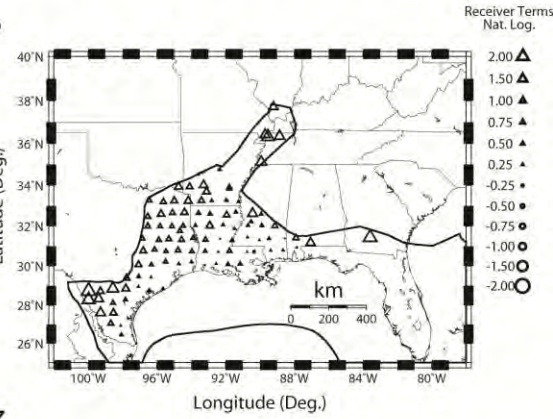 Receiver Terms
Nat. Log.
40°N
38°N
36°N
34°N
32°N
30°N
28°N
26°N
2.00
1.50
1.00
0.75
0.50
0.25
-0.25
-0.50
-0.75
-1.00
-1.50
-2.00
km
0 200 400
100°W 96°W 92°W 88°W 84°W 80°W
Longitude (Deg.)